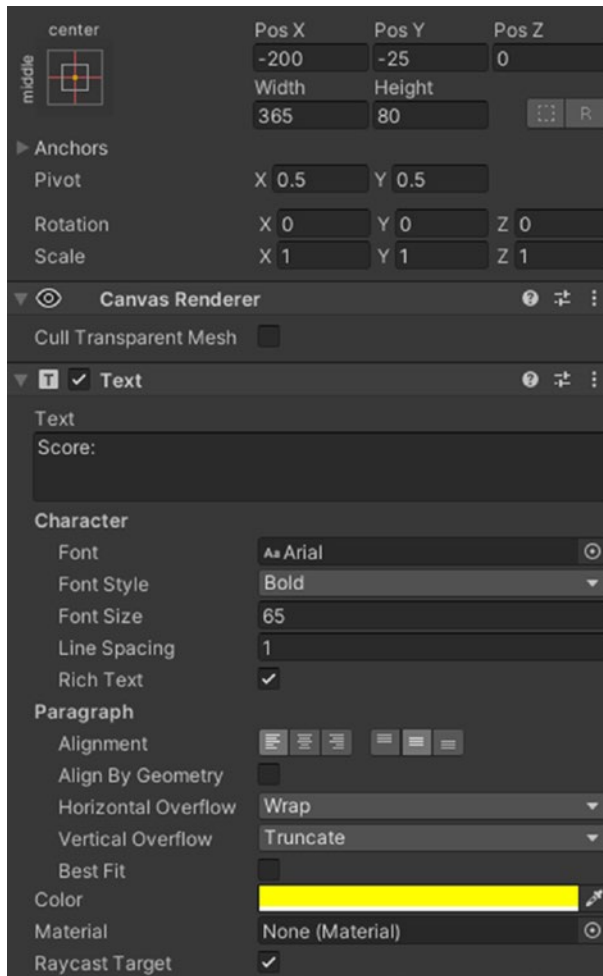 center
middle
Pos X Pos Y Pos Z
-200 -25 0
Width Height
365 80
R
Anchors
Pivot X 0.5 Y 0.5
Rotation X 0 Y 0 Z 0
Scale X 1 Y 1 Z 1
Canvas Renderer
Cull Transparent Mesh
T Text
Text
Score:
Character
Font Aa Arial
Font Style Bold
Font Size 65
Line Spacing 1
Rich Text
Paragraph
Alignment
Align By Geometry
Horizontal Overflow Wrap
Vertical Overflow Truncate
Best Fit
Color
Material None (Material)
Raycast Target